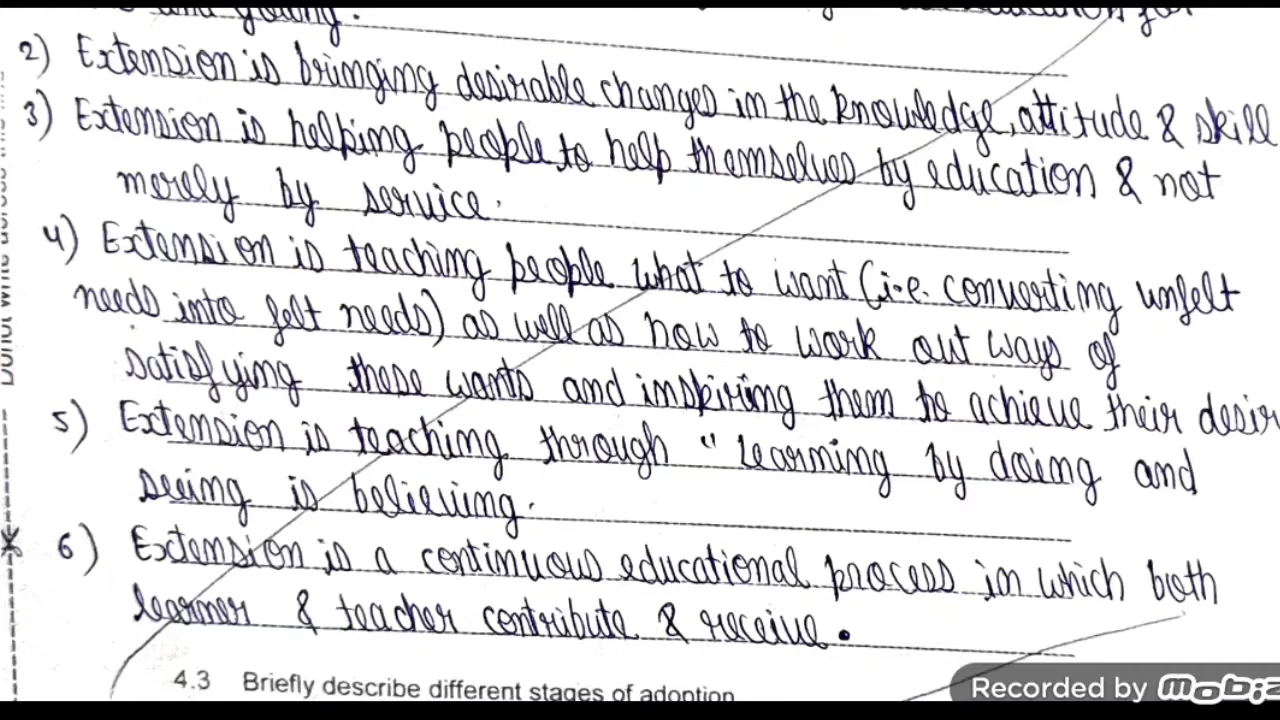 and young.
2) Extension is bringing desirable changes in the knowledge, attitude & skill
3) Extension is helping people to help themselves by education & not
merely by service.
4) Extension is teaching people what to want (i.e. converting unfelt
needs into felt needs) as well as how to work out ways of
satisfying these wants and inspiring them to achieve their desir
5) Extension is teaching through " learning by doing and
seeing is believing.
6) Extension is a continuous educational process in which both
learner & teacher contribute & receive.
4.3 Briefly describe different stages of adoption
Recorded by